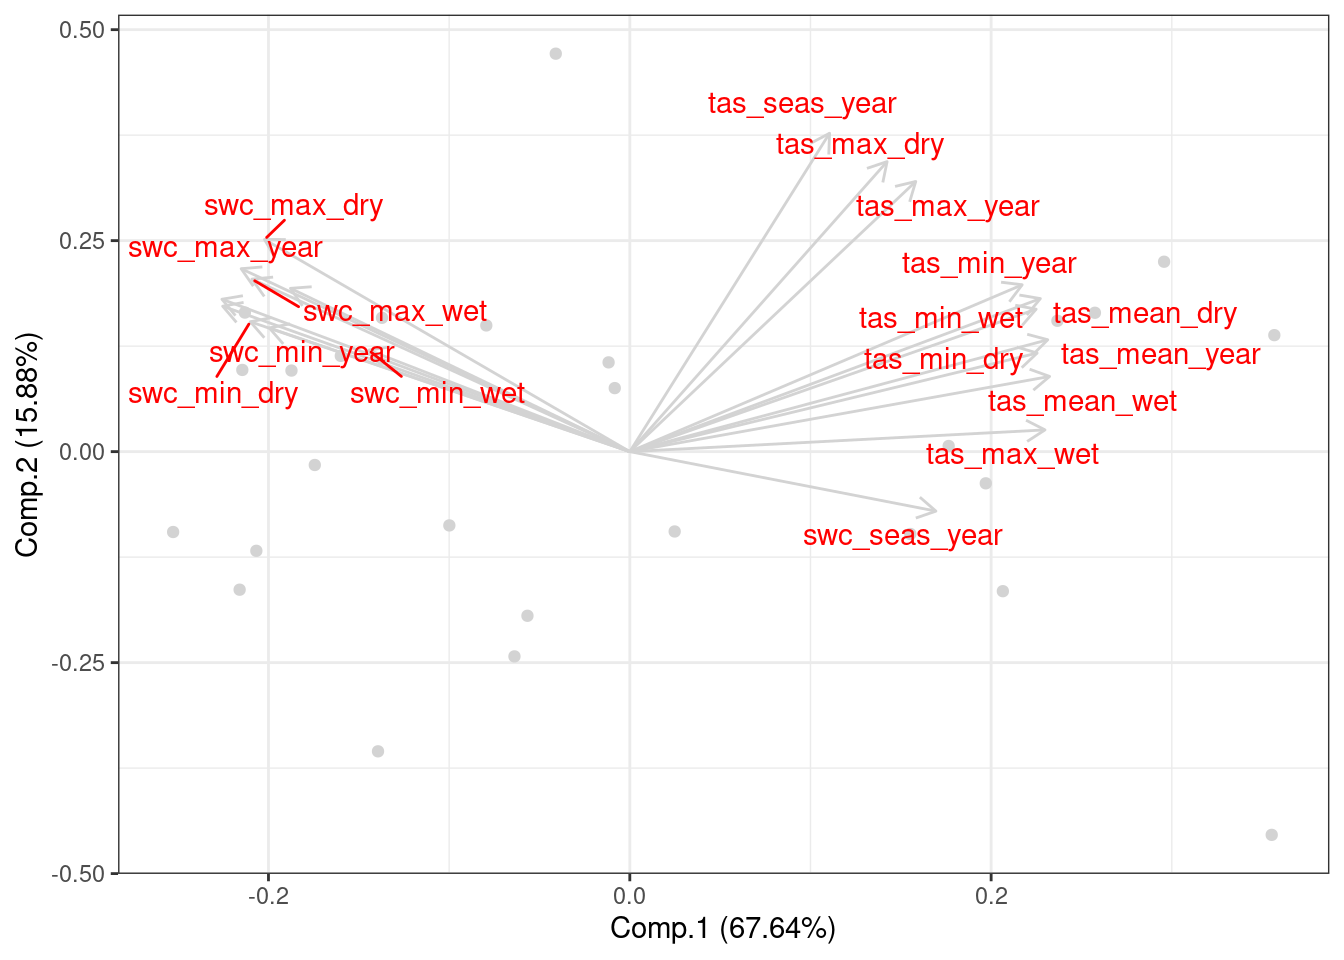 0.50
tas_seas_year
tas_max_dry
swc_max_dry
tas_max_year
0.25
swc_max_year
tas_min_year
swc_max_wet
tas_min_wet
tas_mean_dry
swc_min_year
tas_min_dry
tas_mean_year
swc_min_dry
swc_min_wet
tas_mean_wet
0.00
tas_max_wet
swc_seas_year
-0.25
-0.50
-0.2
0.0
0.2
Comp.1 (67.64%)
Comp.2 (15.88%)